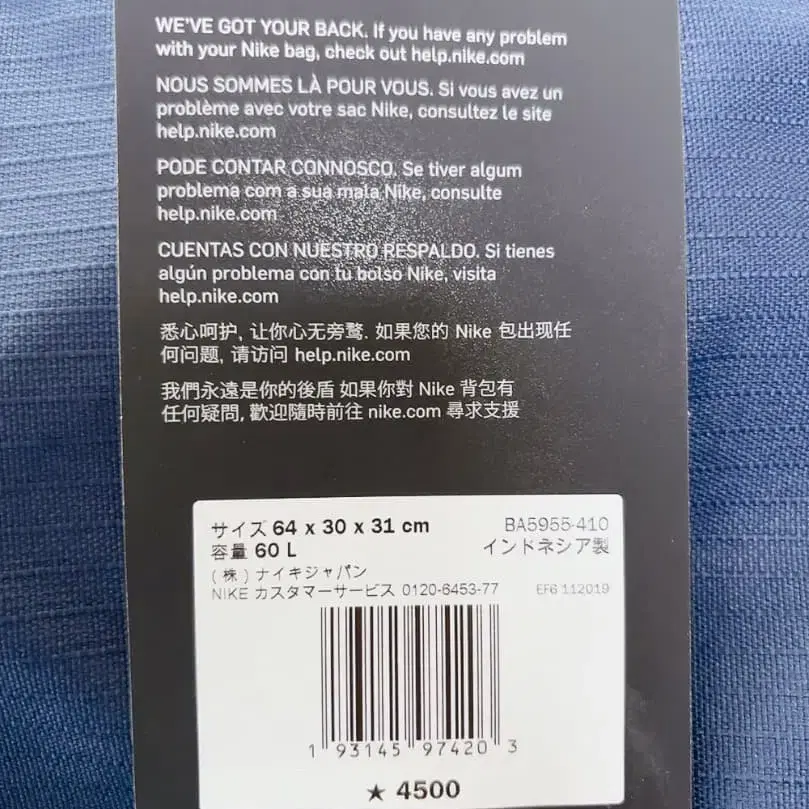 WE'VE GOT YOUR BACK. If you have any problem
with your Nike bag, check out help.nike.com
NOUS SOMMES LÀ POUR VOUS. Si vous avez un
problème avec votre sac Nike, consultez le site
help.nike.com
PODE CONTAR CONNOSCO. Se tiver algum
problema com a sua mala Nike, consulte
help.nike.com
CUENTAS CON NUESTRO RESPALDO. Si tienes
algún problema con tu bolso Nike, visita
help.nike.com
悉心呵护, 让你心无旁骛. 如果您的 Nike 包出现任
何问题, 请访问 help.nike.com
我們永遠是你的後盾 如果你對 Nike 背包有
任何疑問, 歡迎隨時前往 nike.com 尋求支援
サイズ 64 x 30 x 31 cm BA5955-410
容量 60 L インドネシア製
(株) ナイキジャパン
NIKE カスタマーサービス 0120-6453-77 EF6 112019
1 93145 97420 3
★ 4500